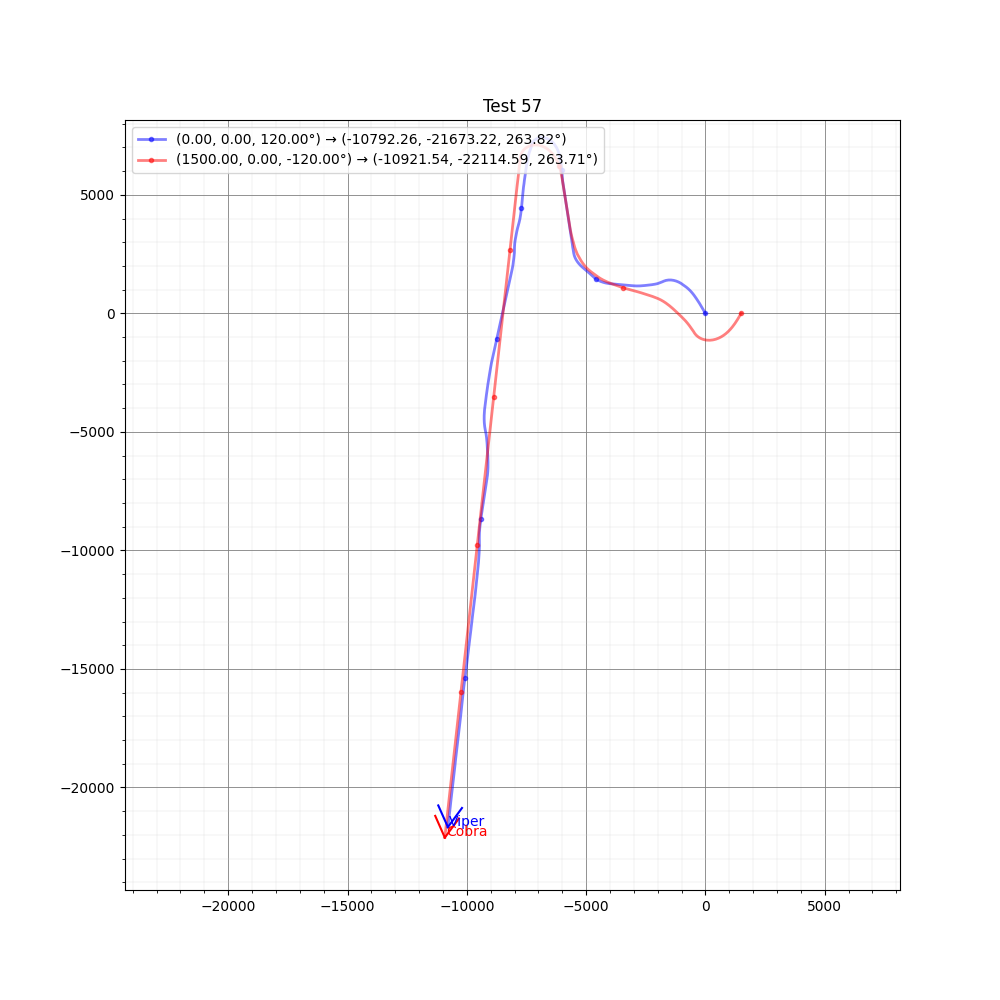 Test 57
(0.00, 0.00, 120.00°) → (-10792.26, -21673.22, 263.82°)
(1500.00, 0.00, -120.00°) → (-10921.54, -22114.59, 263.71°)
5000
0
−5000
−10000
−15000
−20000
Viper
Cobra
−20000 −15000 −10000 −5000 0 5000